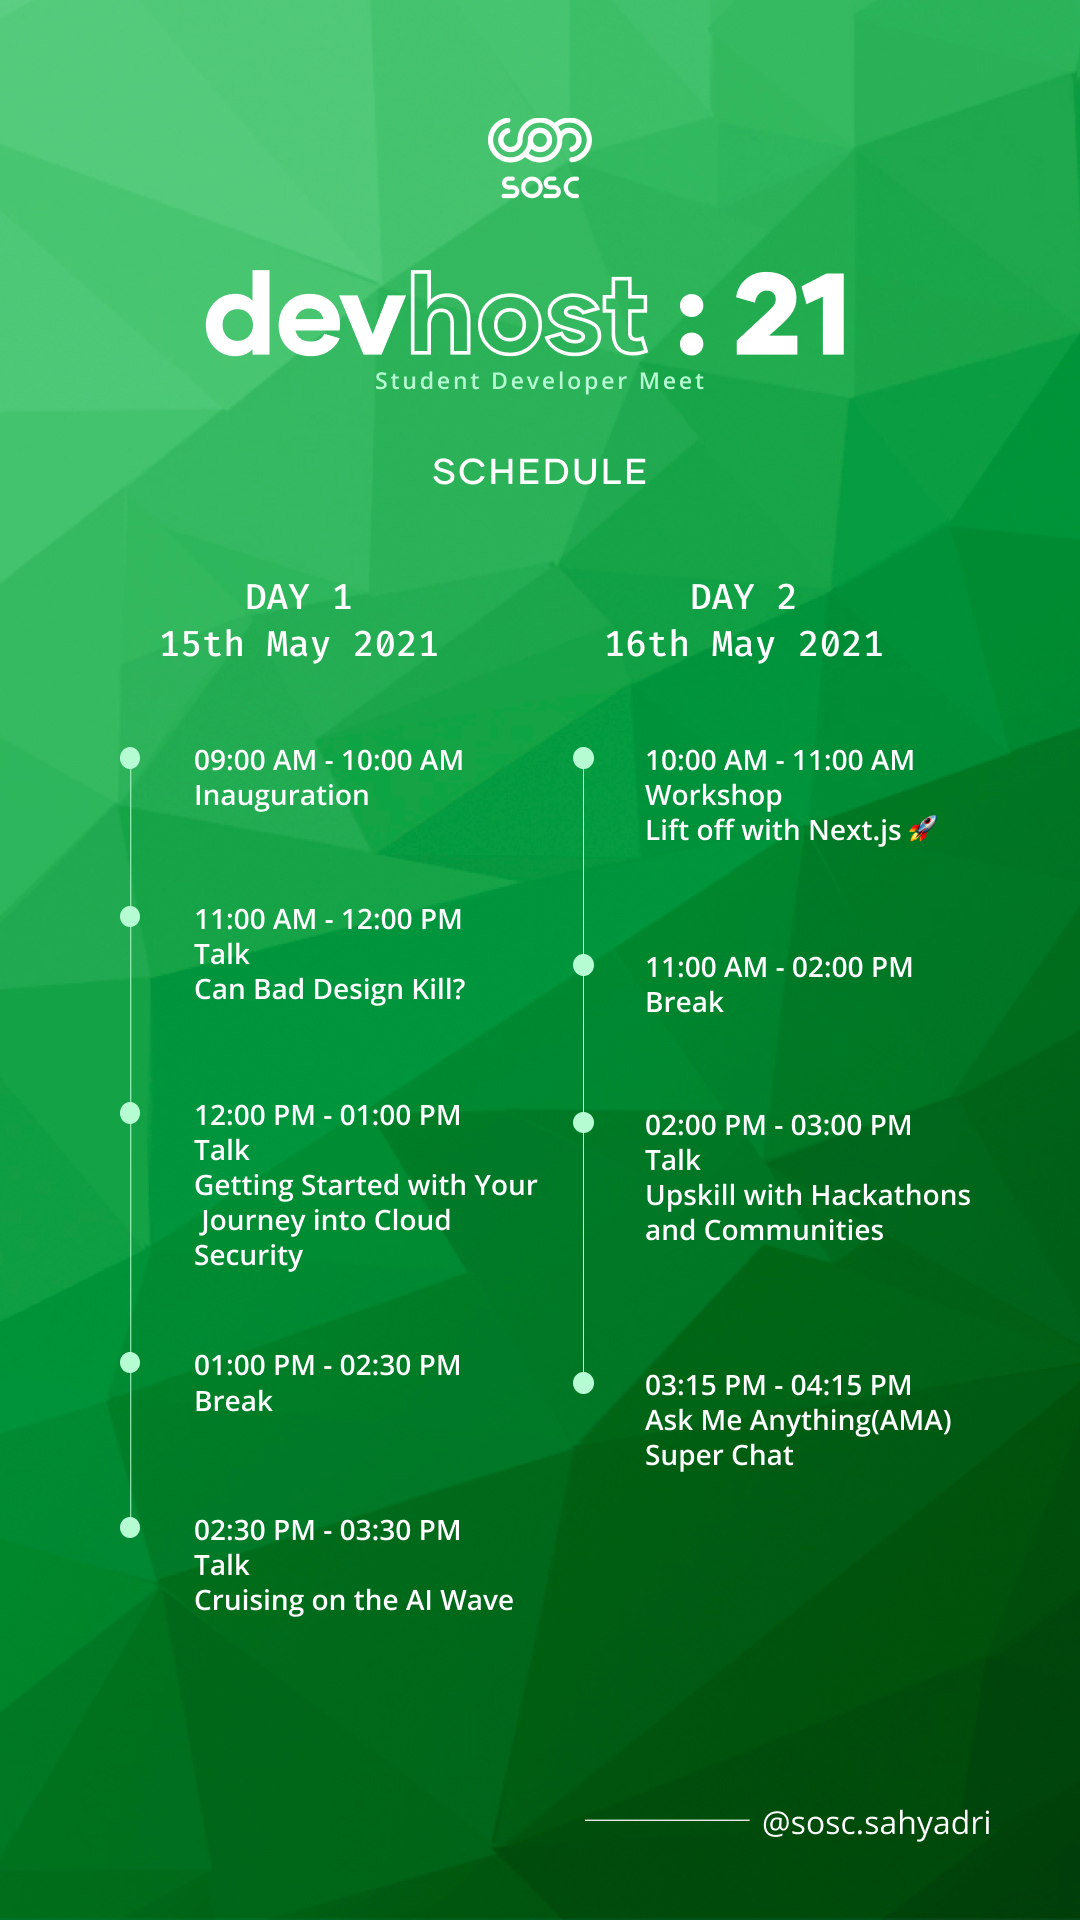 sosc
devhost : 21
Student Developer Meet
SCHEDULE
DAY 1
15th May 2021
09:00 AM - 10:00 AM
Inauguration
11:00 AM - 12:00 PM
Talk
Can Bad Design Kill?
12:00 PM - 01:00 PM
Talk
Getting Started with Your
Journey into Cloud
Security
01:00 PM - 02:30 PM
Break
02:30 PM - 03:30 PM
Talk
Cruising on the AI Wave
DAY 2
16th May 2021
10:00 AM - 11:00 AM
Workshop
Lift off with Next.js 🚀
11:00 AM - 02:00 PM
Break
02:00 PM - 03:00 PM
Talk
Upskill with Hackathons
and Communities
03:15 PM - 04:15 PM
Ask Me Anything(AMA)
Super Chat
@sosc.sahyadri